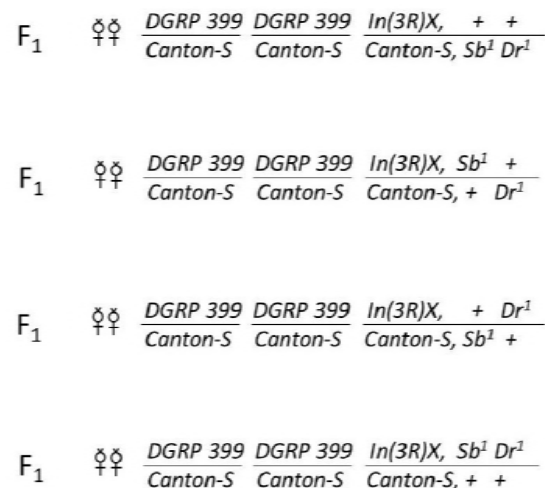 F₁ ☿☿ DGRP 399 DGRP 399 In(3R)X, + +
Canton-S Canton-S Canton-S, Sb¹ Dr¹
F₁ ☿☿ DGRP 399 DGRP 399 In(3R)X, Sb¹ +
Canton-S Canton-S Canton-S, + Dr¹
F₁ ☿☿ DGRP 399 DGRP 399 In(3R)X, + Dr¹
Canton-S Canton-S Canton-S, Sb¹ +
F₁ ☿☿ DGRP 399 DGRP 399 In(3R)X, Sb¹ Dr¹
Canton-S Canton-S Canton-S, + +